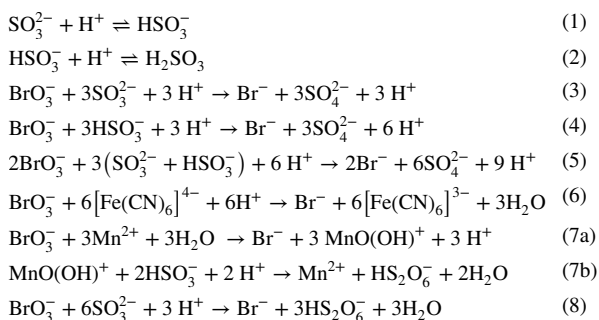 SO₃²⁻ + H⁺ ⇌ HSO₃⁻ (1)
HSO₃⁻ + H⁺ ⇌ H₂SO₃ (2)
BrO₃⁻ + 3SO₃²⁻ + 3 H⁺ → Br⁻ + 3SO₄²⁻ + 3 H⁺ (3)
BrO₃⁻ + 3HSO₃⁻ + 3 H⁺ → Br⁻ + 3SO₄²⁻ + 6 H⁺ (4)
2BrO₃⁻ + 3(SO₃²⁻ + HSO₃⁻) + 6 H⁺ → 2Br⁻ + 6SO₄²⁻ + 9 H⁺ (5)
BrO₃⁻ + 6[Fe(CN)₆]⁴⁻ + 6H⁺ → Br⁻ + 6[Fe(CN)₆]³⁻ + 3H₂O (6)
BrO₃⁻ + 3Mn²⁺ + 3H₂O → Br⁻ + 3 MnO(OH)⁺ + 3 H⁺ (7a)
MnO(OH)⁺ + 2HSO₃⁻ + 2 H⁺ → Mn²⁺ + HS₂O₆⁻ + 2H₂O (7b)
BrO₃⁻ + 6SO₃²⁻ + 3 H⁺ → Br⁻ + 3HS₂O₆⁻ + 3H₂O (8)